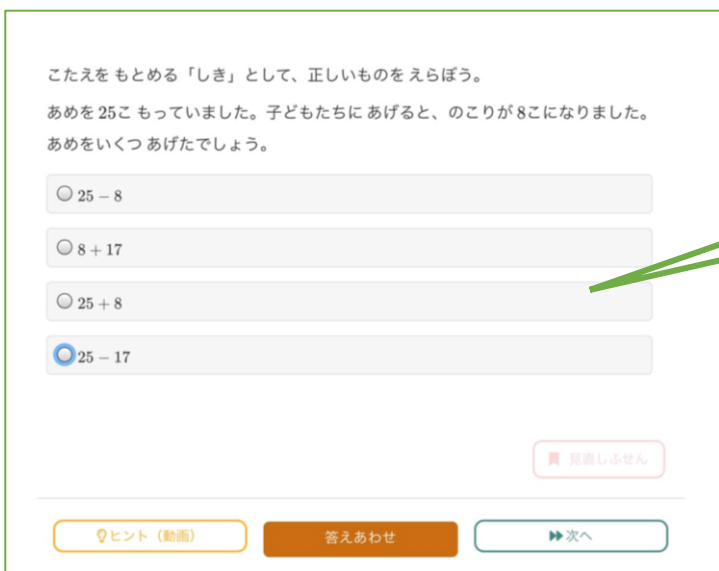 こたえを もとめる「しき」として、正しいものを えらぼう。
あめを 25こ もっていました。子どもたちに あげると、のこりが 8こになりました。
あめをいくつ あげたでしょう。
25 − 8
8 + 17
25 + 8
25 − 17
見直しふせん
ヒント（動画）
答えあわせ
次へ